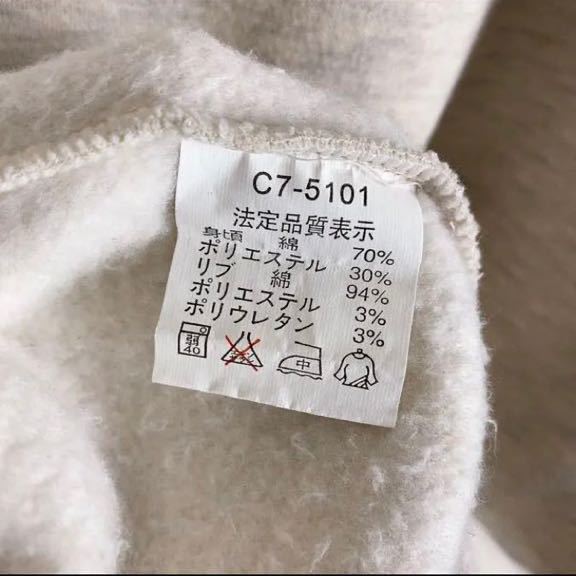 C7-5101
法定品質表示
身頃 綿 70%
ポリエステル 30%
リブ 綿 94%
ポリエステル 3%
ポリウレタン 3%
弱
40
中